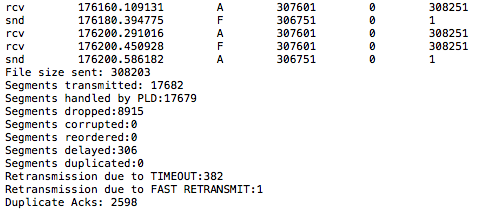 rcv 176160.109131 A 307601 0 308251
snd 176180.394775 F 306751 0 1
rcv 176200.291016 A 307601 0 308251
rcv 176200.450928 F 307601 0 308251
snd 176200.586182 A 306751 0 1
File size sent: 308203
Segments transmitted: 17682
Segments handled by PLD:17679
Segments dropped:8915
Segments corrupted:0
Segments reordered:0
Segments delayed:306
Segments duplicated:0
Retransmission due to TIMEOUT:382
Retransmission due to FAST RETRANSMIT:1
Duplicate Acks: 2598